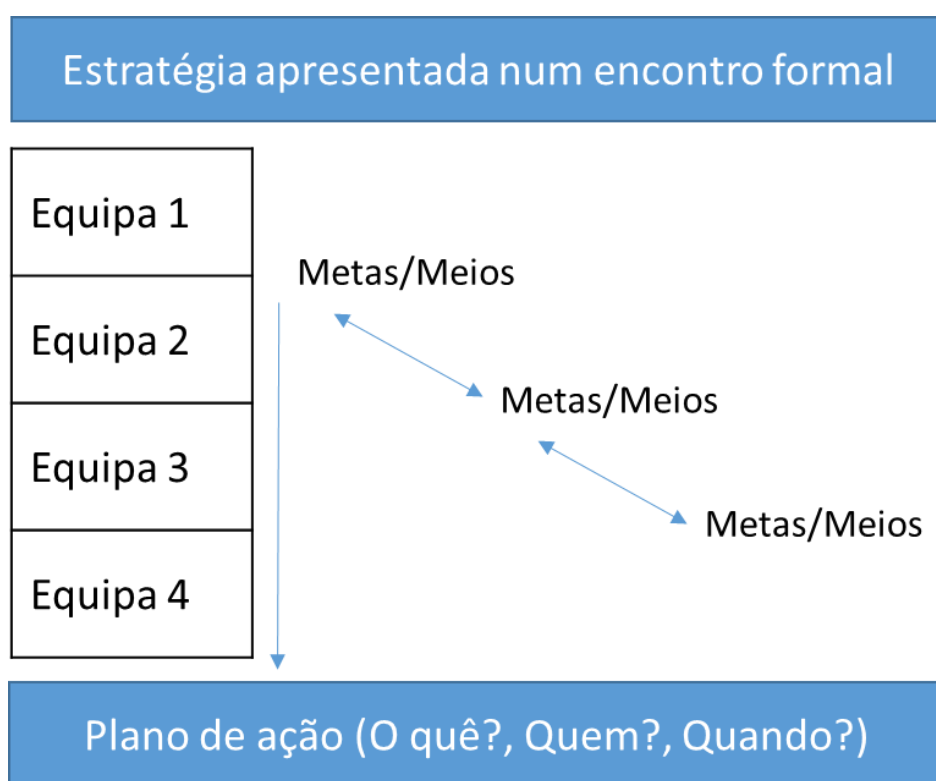 Estratégia apresentada num encontro formal
Equipa 1
Metas/Meios
Equipa 2
Metas/Meios
Equipa 3
Metas/Meios
Equipa 4
Plano de ação (O quê?, Quem?, Quando?)